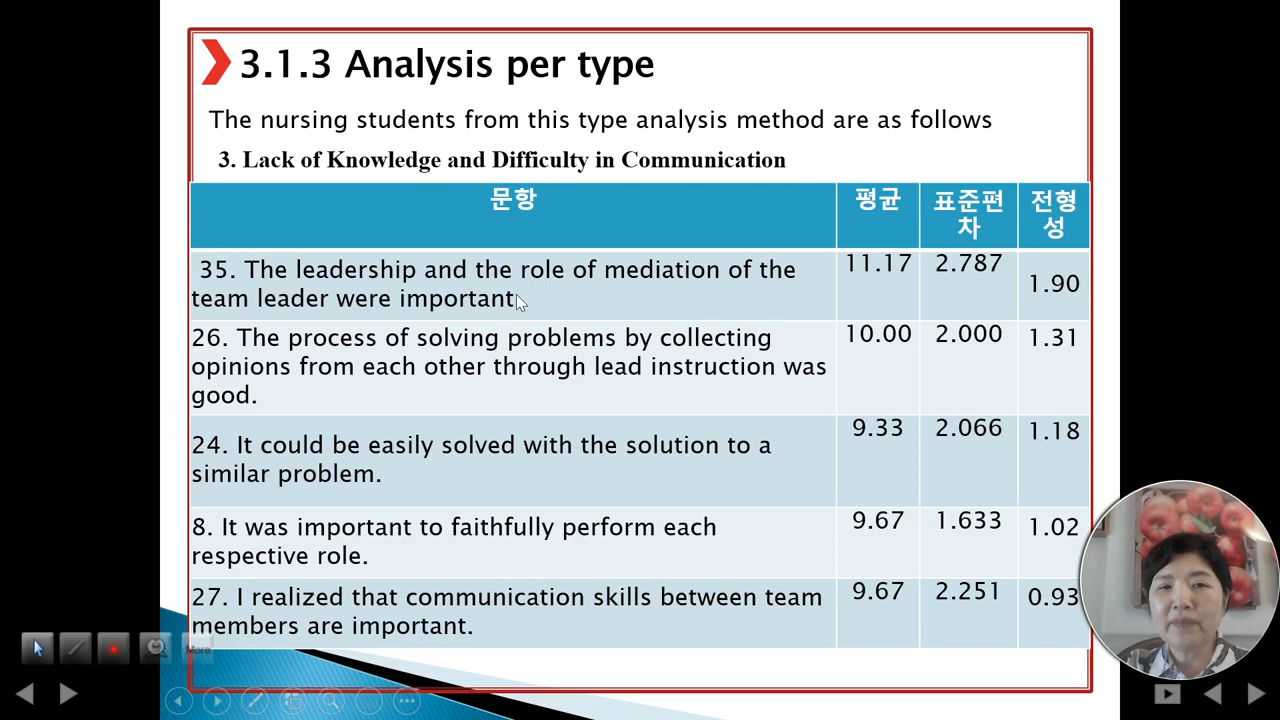 3.1.3 Analysis per type
The nursing students from this type analysis method are as follows
3. Lack of Knowledge and Difficulty in Communication
문항 평균 표준편
차 전형
성
35. The leadership and the role of mediation of the
team leader were important. 11.17 2.787 1.90
26. The process of solving problems by collecting
opinions from each other through lead instruction was
good. 10.00 2.000 1.31
24. It could be easily solved with the solution to a
similar problem. 9.33 2.066 1.18
8. It was important to faithfully perform each
respective role. 9.67 1.633 1.02
27. I realized that communication skills between team
members are important. 9.67 2.251 0.93
More